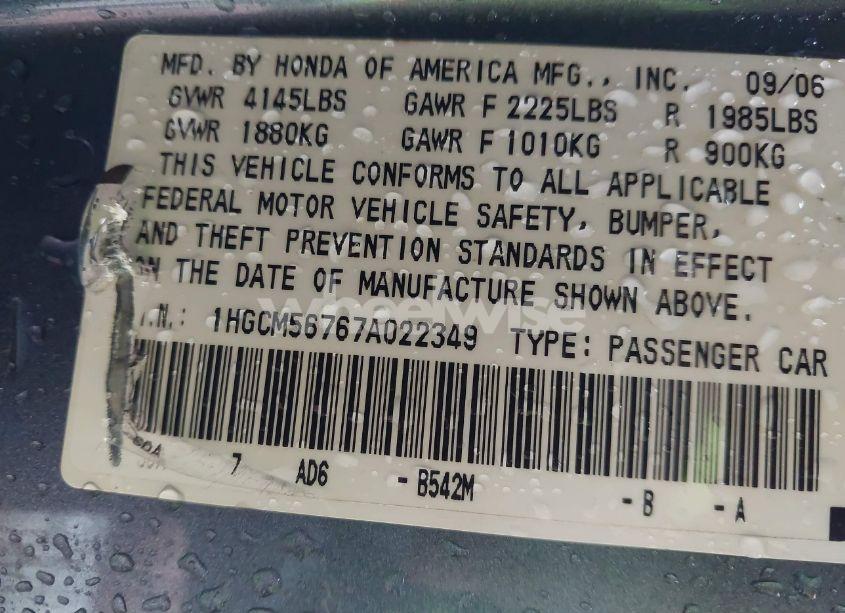 MFD. BY HONDA OF AMERICA MFG., INC. 09/06
GVWR 4145LBS GAWR F 2225LBS R 1985LBS
GVWR 1880KG GAWR F 1010KG R 900KG
THIS VEHICLE CONFORMS TO ALL APPLICABLE
FEDERAL MOTOR VEHICLE SAFETY, BUMPER,
AND THEFT PREVENTION STANDARDS IN EFFECT
ON THE DATE OF MANUFACTURE SHOWN ABOVE.
wheelwise
.I.N.: 1HGCM56767A022349 TYPE: PASSENGER CAR
7 AD6 -B542M -B -A